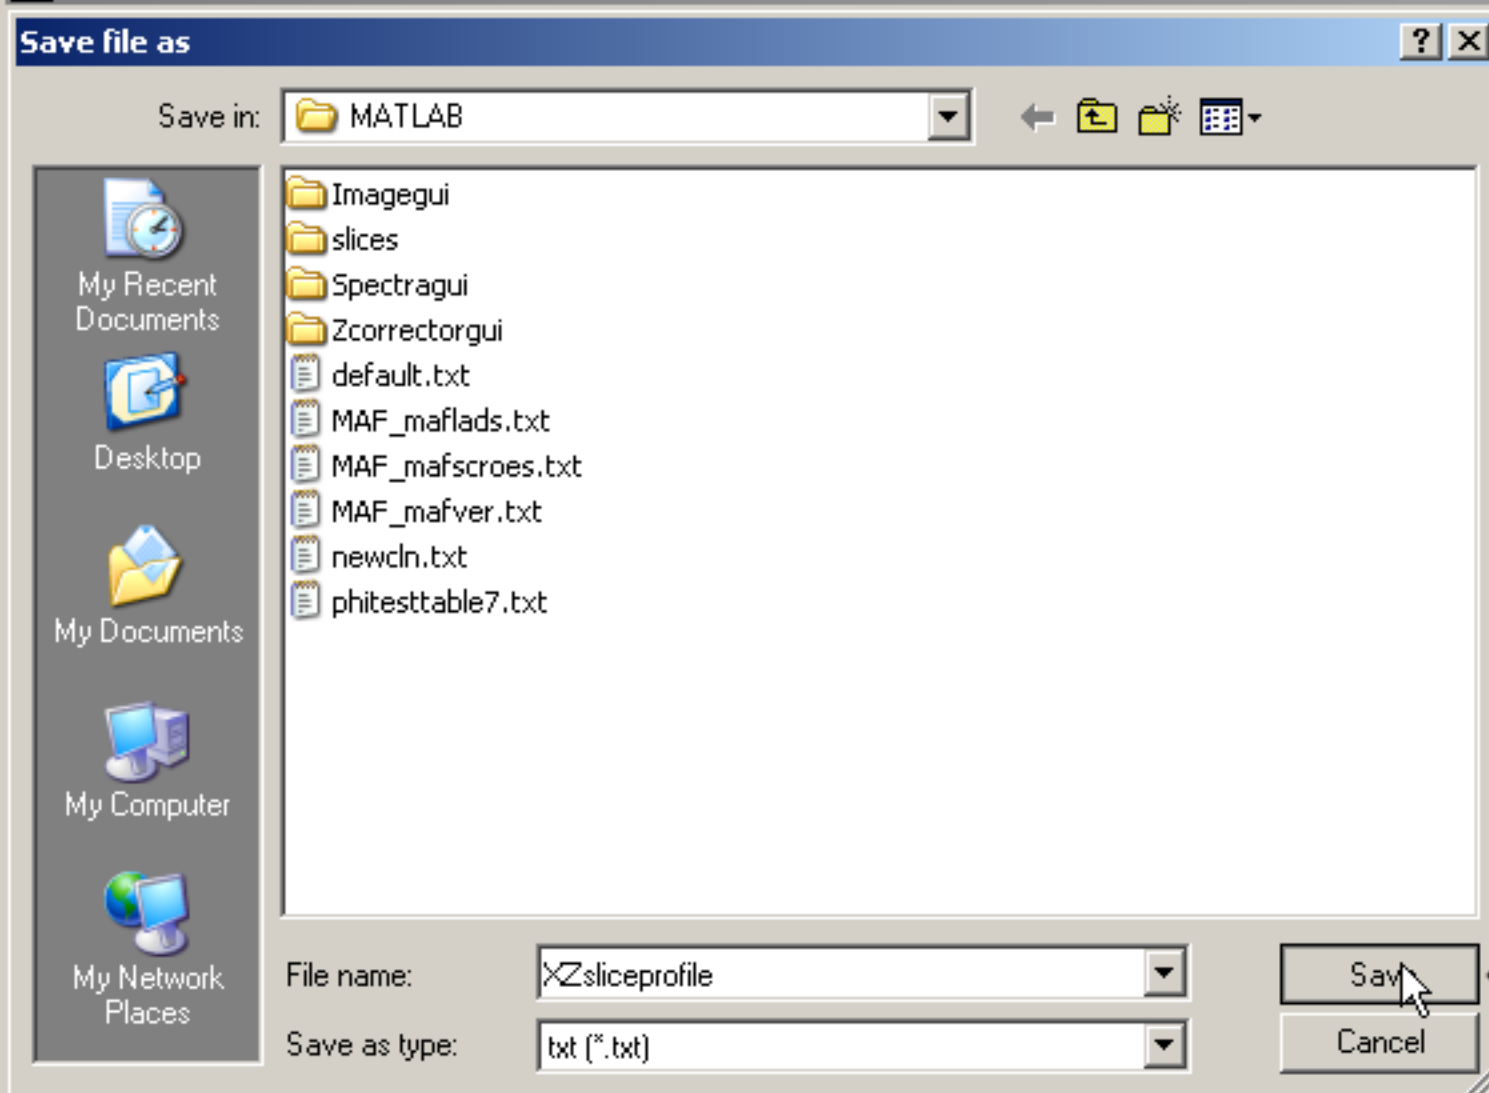 Save file as
Save in: MATLAB
My Recent
Documents
Desktop
My Documents
My Computer
My Network
Places
Imagegui
slices
Spectragui
Zcorrectorgui
default.txt
MAF_maflads.txt
MAF_mafscroes.txt
MAF_mafver.txt
newcln.txt
phitesttable7.txt
File name: XZsliceprofile
Save
Save as type: txt (*.txt)
Cancel